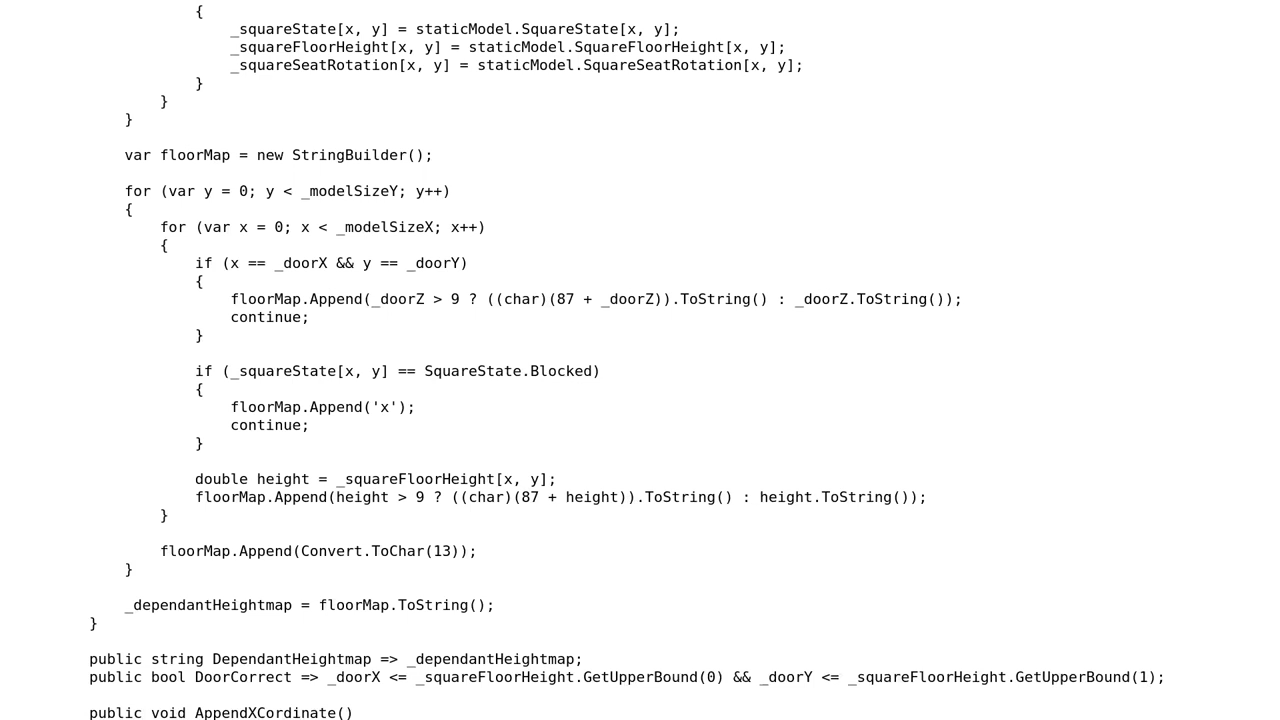 {
_squareState[x, y] = staticModel.SquareState[x, y];
_squareFloorHeight[x, y] = staticModel.SquareFloorHeight[x, y];
_squareSeatRotation[x, y] = staticModel.SquareSeatRotation[x, y];
}
}
}
var floorMap = new StringBuilder();
for (var y = 0; y < _modelSizeY; y++)
{
for (var x = 0; x < _modelSizeX; x++)
{
if (x == _doorX && y == _doorY)
{
floorMap.Append(_doorZ > 9 ? ((char)(87 + _doorZ)).ToString() : _doorZ.ToString());
continue;
}
if (_squareState[x, y] == SquareState.Blocked)
{
floorMap.Append('x');
continue;
}
double height = _squareFloorHeight[x, y];
floorMap.Append(height > 9 ? ((char)(87 + height)).ToString() : height.ToString());
}
floorMap.Append(Convert.ToChar(13));
}
_dependantHeightmap = floorMap.ToString();
}
public string DependantHeightmap => _dependantHeightmap;
public bool DoorCorrect => _doorX <= _squareFloorHeight.GetUpperBound(0) && _doorY <= _squareFloorHeight.GetUpperBound(1);
public void AppendXCordinate()